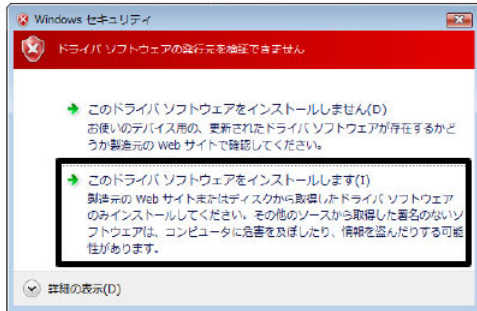 Windows セキュリティ
ドライバ ソフトウェアの発行元を検証できません
このドライバ ソフトウェアをインストールしません(D)
お使いのデバイス用の、更新されたドライバ ソフトウェアが存在するかど
うか製造元の Web サイトで確認してください。
このドライバ ソフトウェアをインストールします(I)
製造元の Web サイトまたはディスクから取得したドライバ ソフトウェア
のみインストールしてください。その他のソースから取得した署名のないソ
フトウェアは、コンピュータに危害を及ぼしたり、情報を盗んだりする可能
性があります。
詳細の表示(D)